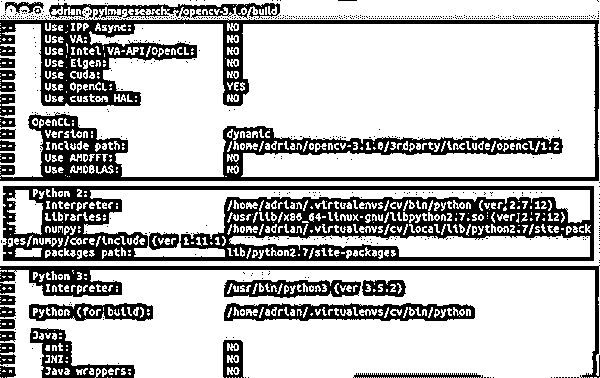 adrian@pyimagesearch: ~/opencv-3.1.0/build
Use IPP Async: NO
Use VA: NO
Use Intel VA-API/OpenCL: NO
Use Eigen: NO
Use Cuda: NO
Use OpenCL: YES
Use custom HAL: NO
OpenCL:
Version: dynamic
Include path: /home/adrian/opencv-3.1.0/3rdparty/include/opencl/1.2
Use AMDFFT: NO
Use AMDBLAS: NO
Python 2:
Interpreter: /home/adrian/.virtualenvs/cv/bin/python (ver 2.7.12)
Libraries: /usr/lib/x86_64-linux-gnu/libpython2.7.so (ver 2.7.12)
numpy: /home/adrian/.virtualenvs/cv/local/lib/python2.7/site-pack
ges/numpy/core/include (ver 1.11.1)
packages path: lib/python2.7/site-packages
Python 3:
Interpreter: /usr/bin/python3 (ver 3.5.2)
Python (for build): /home/adrian/.virtualenvs/cv/bin/python
Java:
ant: NO
JNI: NO
Java wrappers: NO